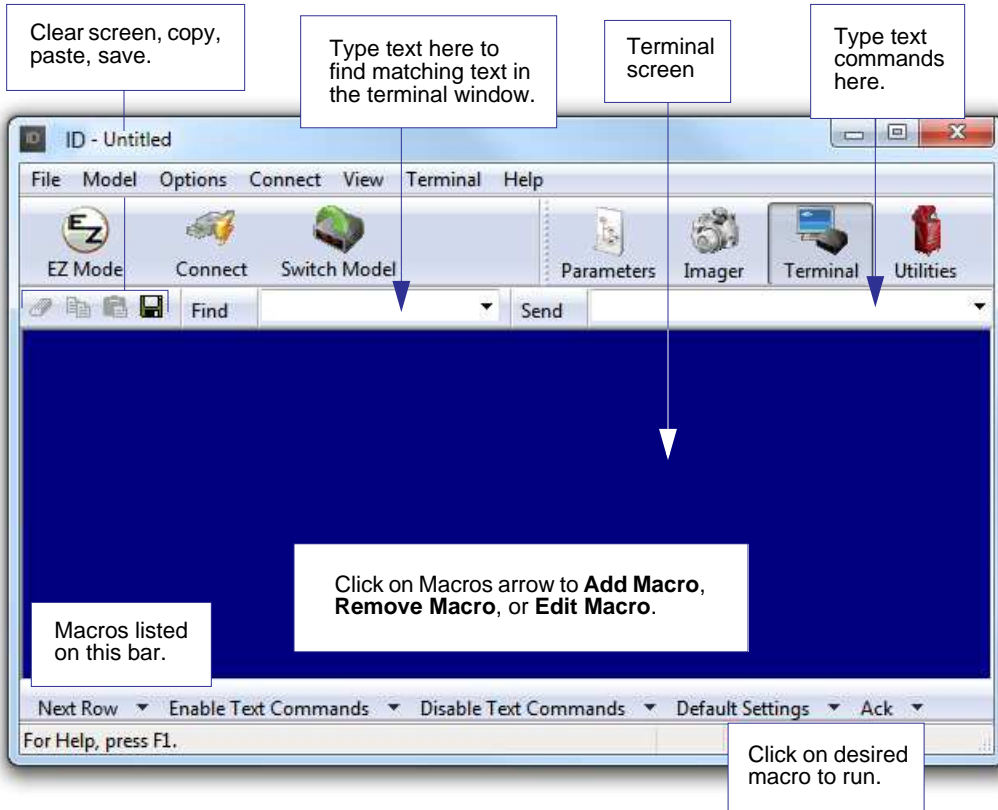 Clear screen, copy,
paste, save.
Type text here to
find matching text in
the terminal window.
Terminal
screen
Type text
commands
here.
ID
ID - Untitled
File Model Options Connect View Terminal Help
EZ
EZ Mode Connect Switch Model Parameters Imager Terminal Utilities
Find Send
Click on Macros arrow to Add Macro,
Remove Macro, or Edit Macro.
Macros listed
on this bar.
Next Row Enable Text Commands Disable Text Commands Default Settings Ack
For Help, press F1.
Click on desired
macro to run.